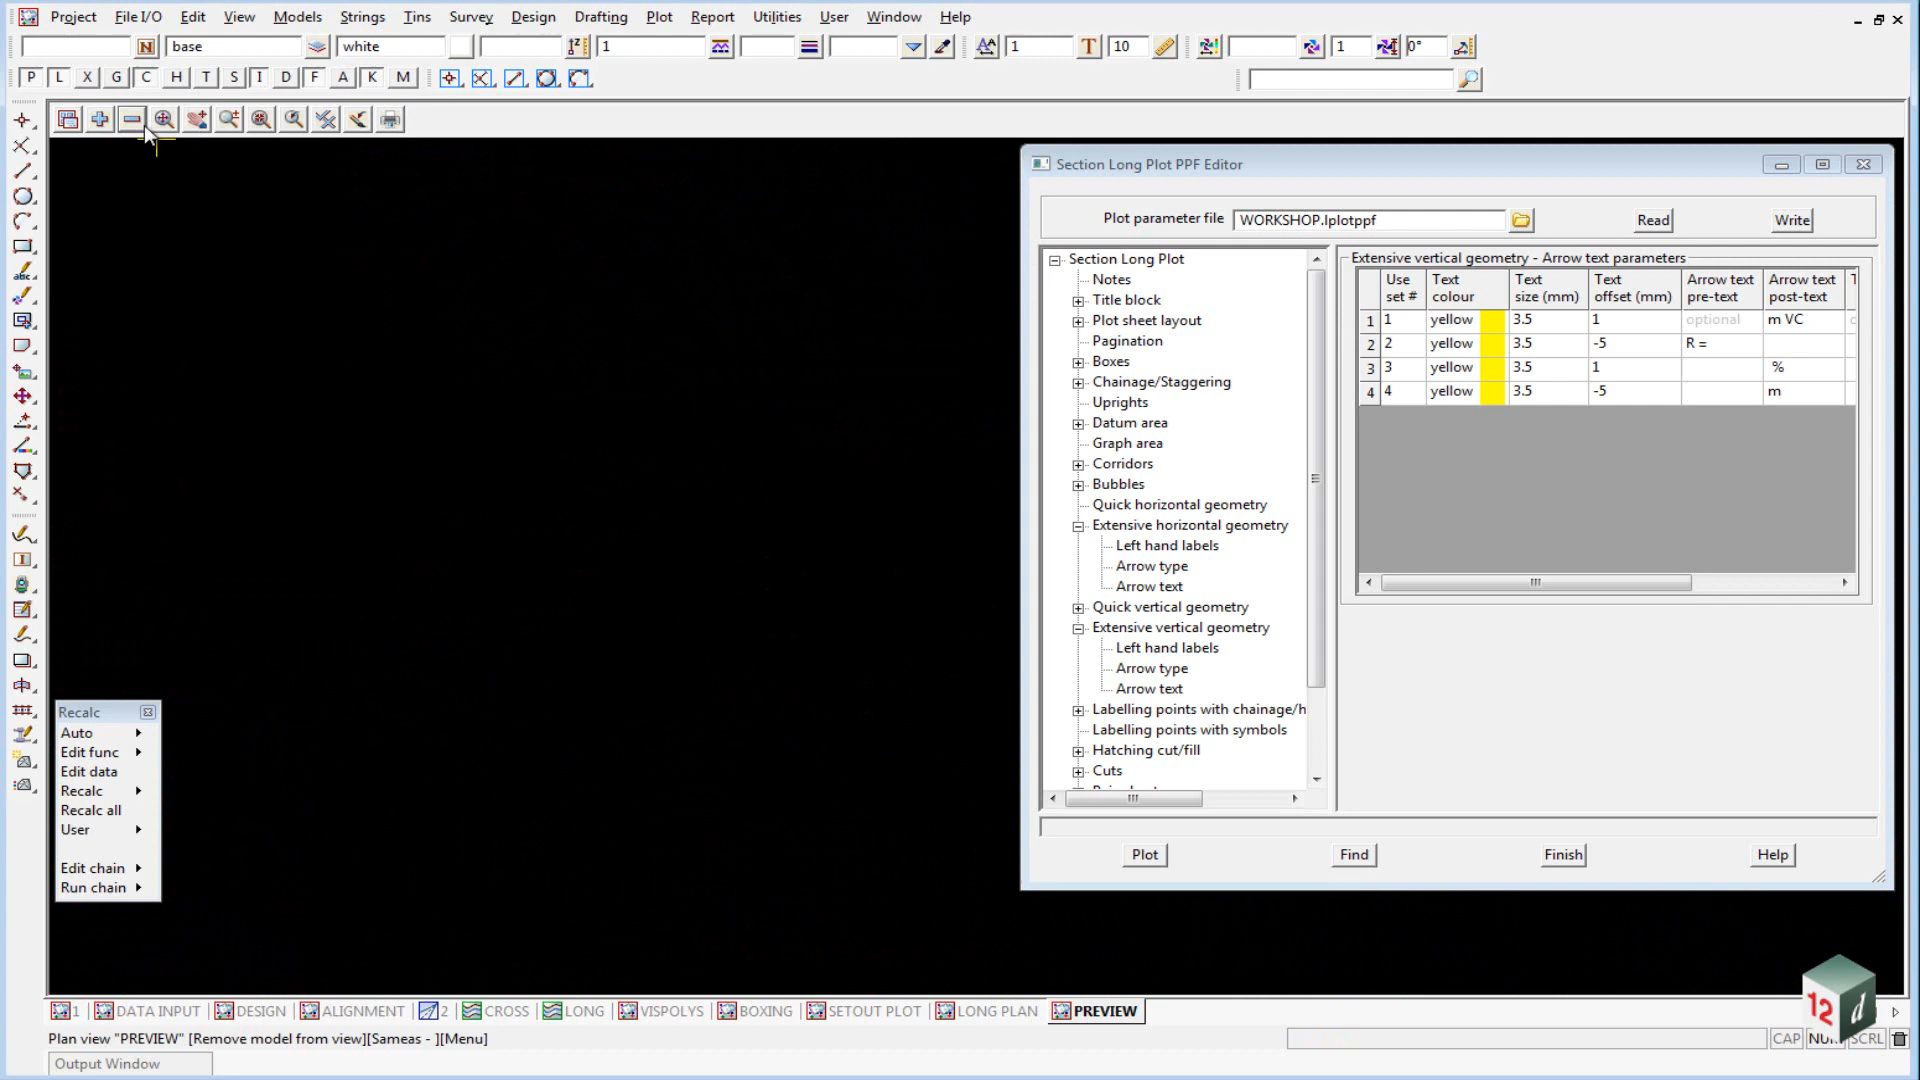 Project File I/O Edit View Models Strings Tins Survey Design Drafting Plot Report Utilities User Window Help
N base white 1 T 1 10 1 0°
P L X G C H T S I D F A K M
Section Long Plot PPF Editor
Plot parameter file WORKSHOP.lplotppf Read Write
Section Long Plot
Notes
Title block
Plot sheet layout
Pagination
Boxes
Chainage/Staggering
Uprights
Datum area
Graph area
Corridors
Bubbles
Quick horizontal geometry
Extensive horizontal geometry
Left hand labels
Arrow type
Arrow text
Quick vertical geometry
Extensive vertical geometry
Left hand labels
Arrow type
Arrow text
Labelling points with chainage/h
Labelling points with symbols
Hatching cut/fill
Cuts
Extensive vertical geometry - Arrow text parameters
Use set # Text colour Text size (mm) Text offset (mm) Arrow text pre-text Arrow text post-text
1 1 yellow 3.5 1 optional m VC
2 2 yellow 3.5 -5 R =
3 3 yellow 3.5 1 %
4 4 yellow 3.5 -5 m
Plot Find Finish Help
Recalc
Auto
Edit func
Edit data
Recalc
Recalc all
User
Edit chain
Run chain
12d
1 DATA INPUT DESIGN ALIGNMENT 2 CROSS LONG VISPOLYS BOXING SETOUT PLOT LONG PLAN PREVIEW
Plan view "PREVIEW" [Remove model from view][Sameas - ][Menu] CAP NUM SCRL
Output Window